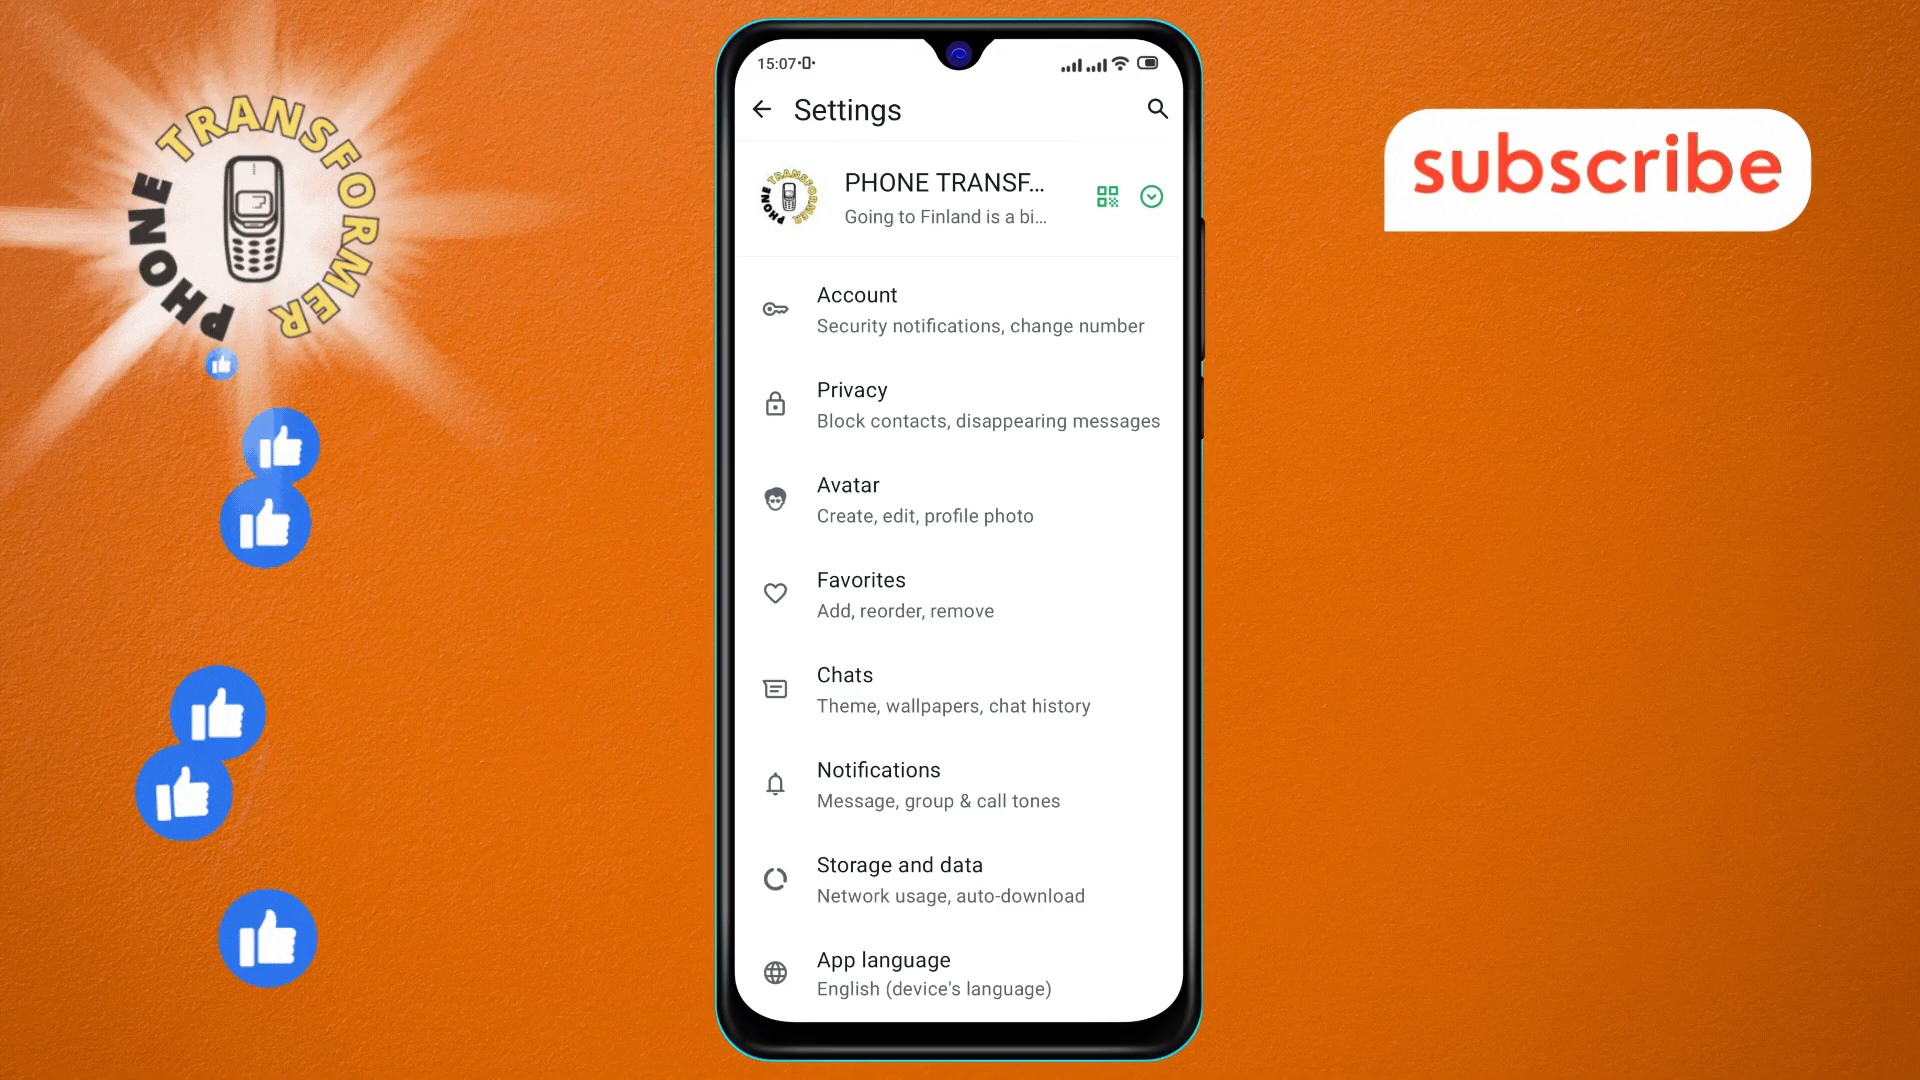 PHONE TRANSFORMER
subscribe
15:07
Settings
PHONE TRANSFORMER
PHONE TRANSF...
Going to Finland is a bi...
Account
Security notifications, change number
Privacy
Block contacts, disappearing messages
Avatar
Create, edit, profile photo
Favorites
Add, reorder, remove
Chats
Theme, wallpapers, chat history
Notifications
Message, group & call tones
Storage and data
Network usage, auto-download
App language
English (device's language)